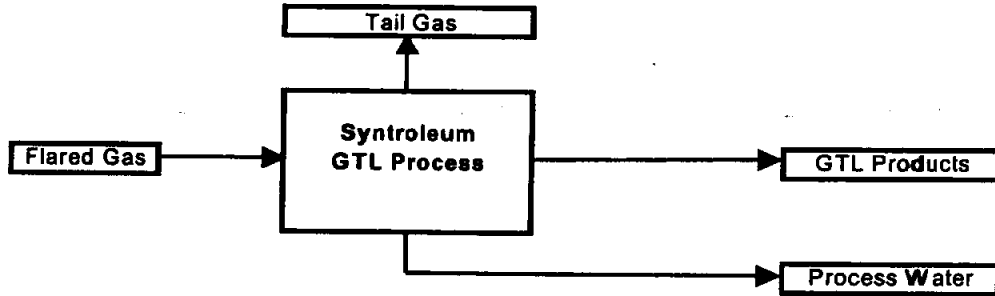 Tail Gas
Syntroleum
GTL Process
Flared Gas
GTL Products
Process Water